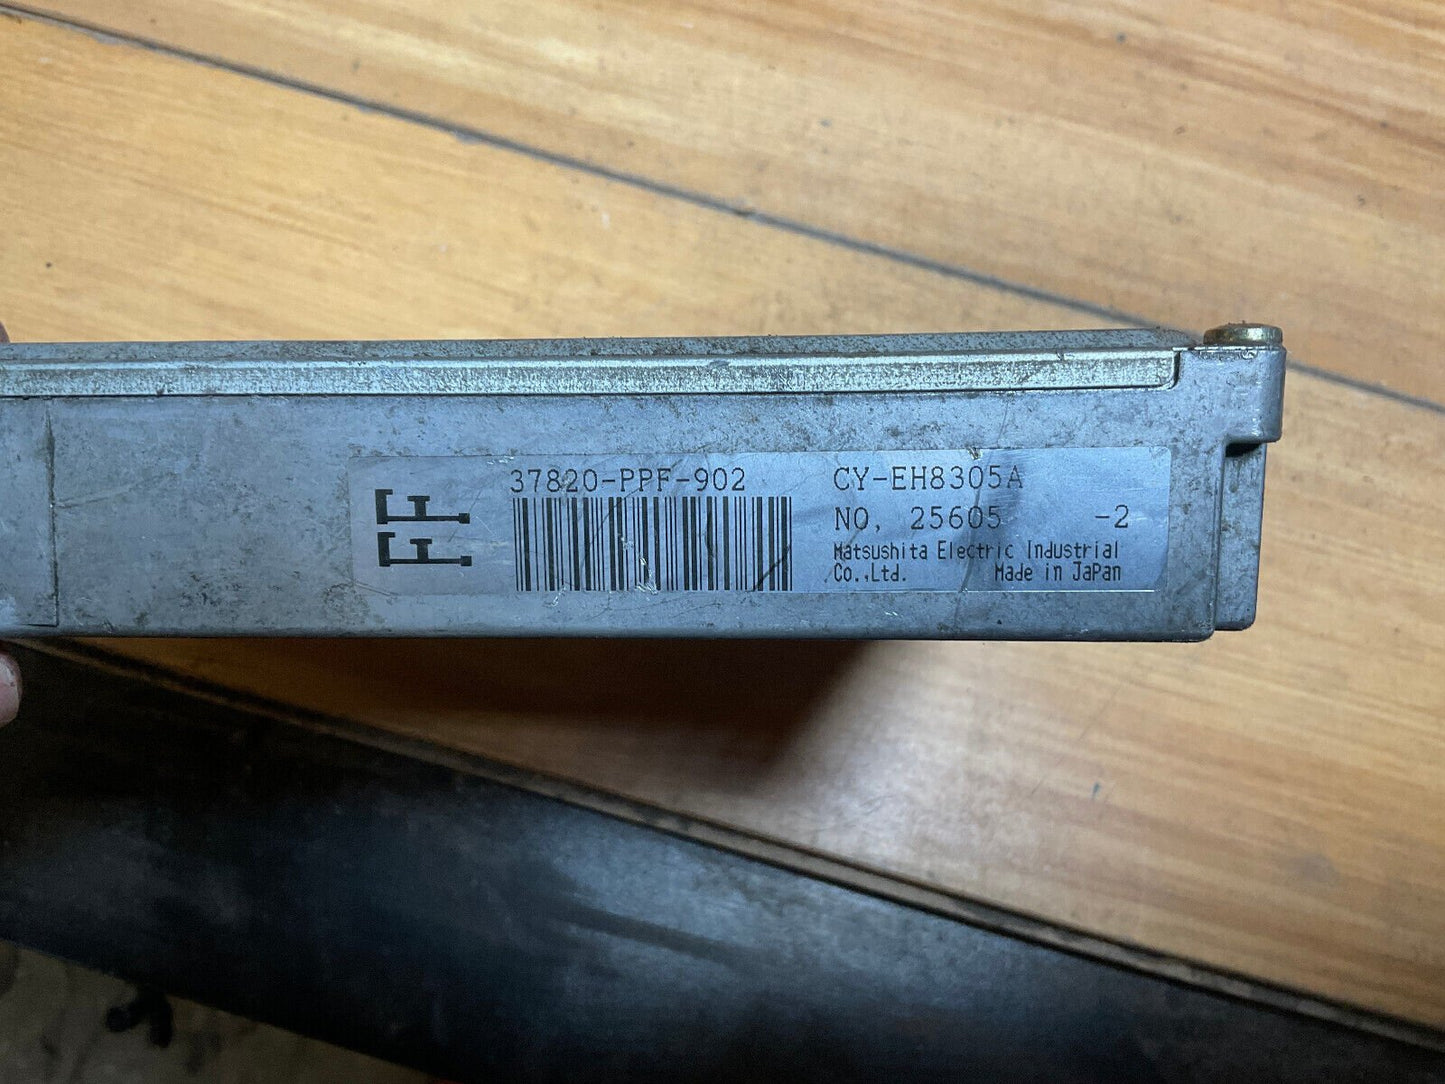 FF
37820-PPF-902
CY-EH8305A
NO, 25605 -2
Matsushita Electric Industrial
Co.,Ltd. Made in JaPan